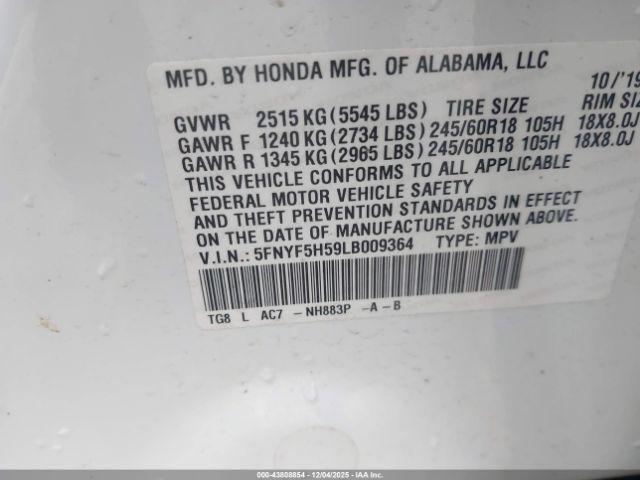 MFD. BY HONDA MFG. OF ALABAMA, LLC 10/'19
GVWR 2515 KG (5545 LBS) TIRE SIZE RIM SIZ
GAWR F 1240 KG (2734 LBS) 245/60R18 105H 18X8.0J
GAWR R 1345 KG (2965 LBS) 245/60R18 105H 18X8.0J
THIS VEHICLE CONFORMS TO ALL APPLICABLE
FEDERAL MOTOR VEHICLE SAFETY
AND THEFT PREVENTION STANDARDS IN EFFECT
ON THE DATE OF MANUFACTURE SHOWN ABOVE.
V.I.N.: 5FNYF5H59LB009364 TYPE: MPV
TG8 L AC7 -NH883P -A-B
000-43808854 - 12/04/2025 - IAA Inc.